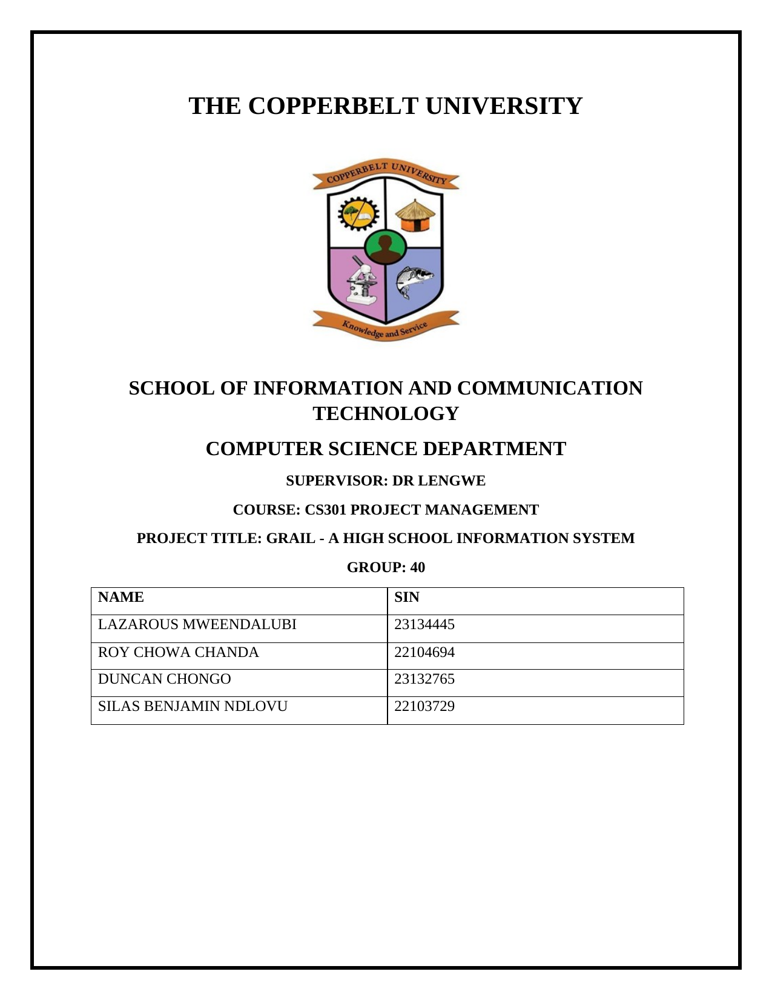 THE COPPERBELT UNIVERSITY
COPPERBELT UNIVERSITY
Knowledge and Service
SCHOOL OF INFORMATION AND COMMUNICATION
TECHNOLOGY
COMPUTER SCIENCE DEPARTMENT
SUPERVISOR: DR LENGWE
COURSE: CS301 PROJECT MANAGEMENT
PROJECT TITLE: GRAIL - A HIGH SCHOOL INFORMATION SYSTEM
GROUP: 40
NAME SIN
LAZAROUS MWEENDALUBI 23134445
ROY CHOWA CHANDA 22104694
DUNCAN CHONGO 23132765
SILAS BENJAMIN NDLOVU 22103729